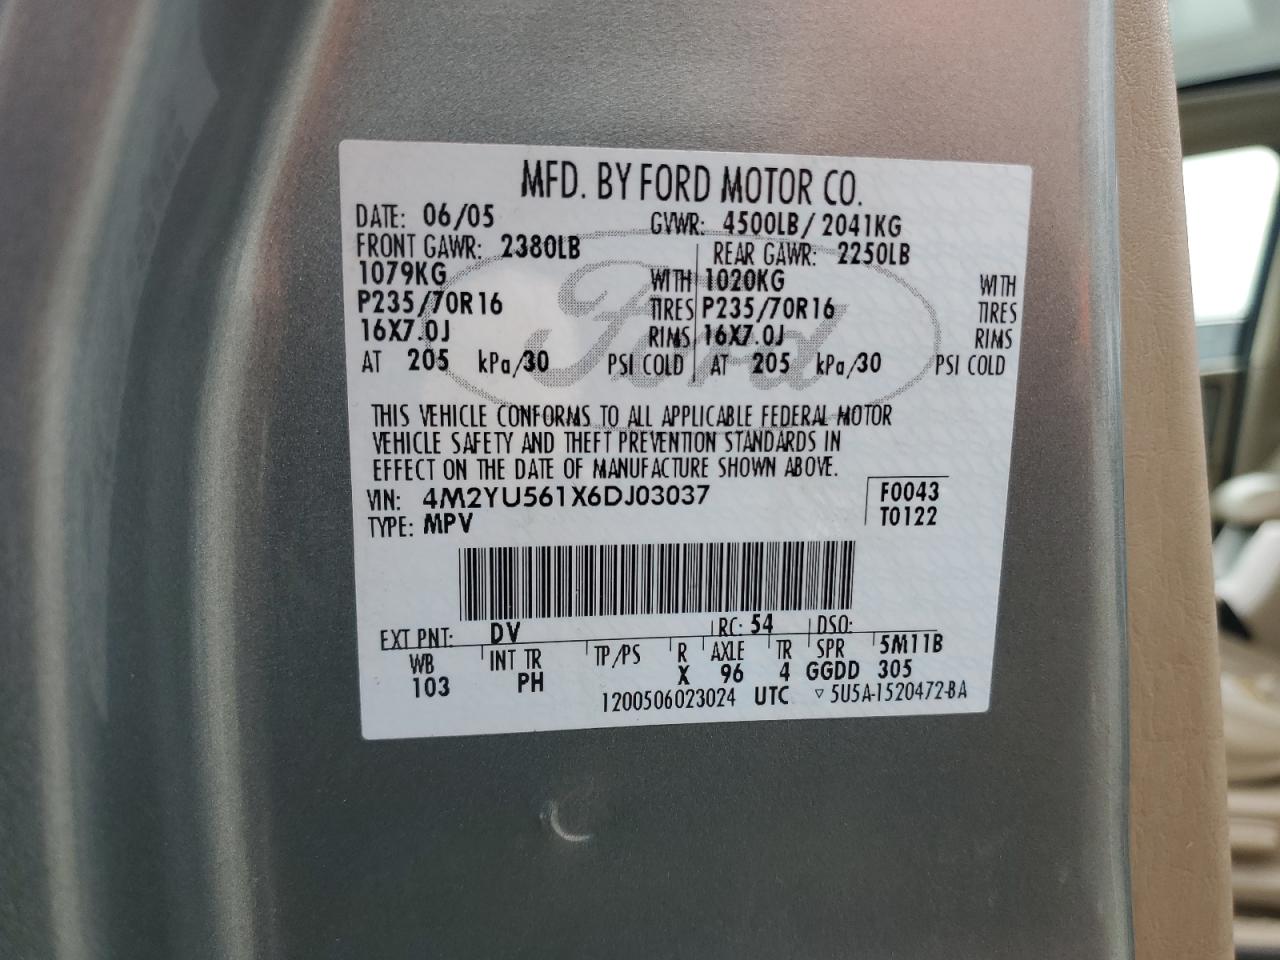 MFD. BY FORD MOTOR CO.
DATE: 06/05 GVWR: 4500LB/ 2041KG
FRONT GAWR: 2380LB REAR GAWR: 2250LB
1079KG WITH 1020KG WITH
P235/70R16 TIRES P235/70R16 TIRES
16X7.0J RIMS 16X7.0J RIMS
AT 205 kPa/30 PSI COLD AT 205 kPa/30 PSI COLD
Ford
THIS VEHICLE CONFORMS TO ALL APPLICABLE FEDERAL MOTOR
VEHICLE SAFETY AND THEFT PREVENTION STANDARDS IN
EFFECT ON THE DATE OF MANUFACTURE SHOWN ABOVE.
VIN: 4M2YU561X6DJ03037 F0043
TYPE: MPV T0122
EXT PNT: DV RC: 54 DSO:
WB INT TR TP/PS R AXLE TR SPR 5M11B
103 PH X 96 4 GGDD 305
1200506023024 UTC ▽ 5U5A-1520472-BA